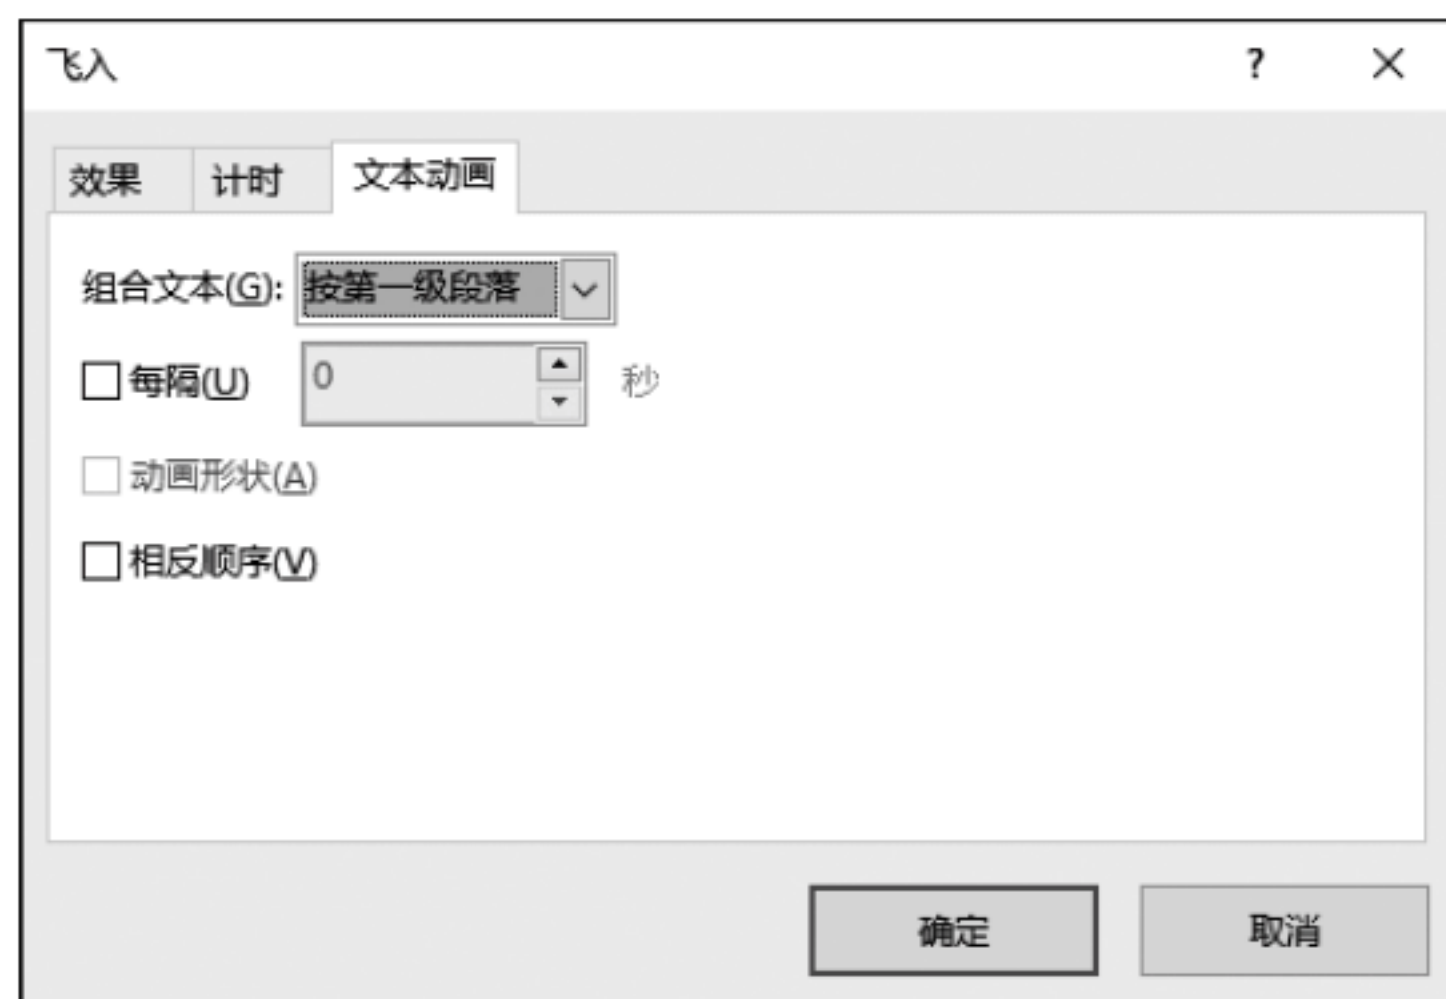 飞入
效果 计时 文本动画
组合文本(G): 按第一级段落
每隔(U) 0 秒
动画形状(A)
相反顺序(V)
确定 取消